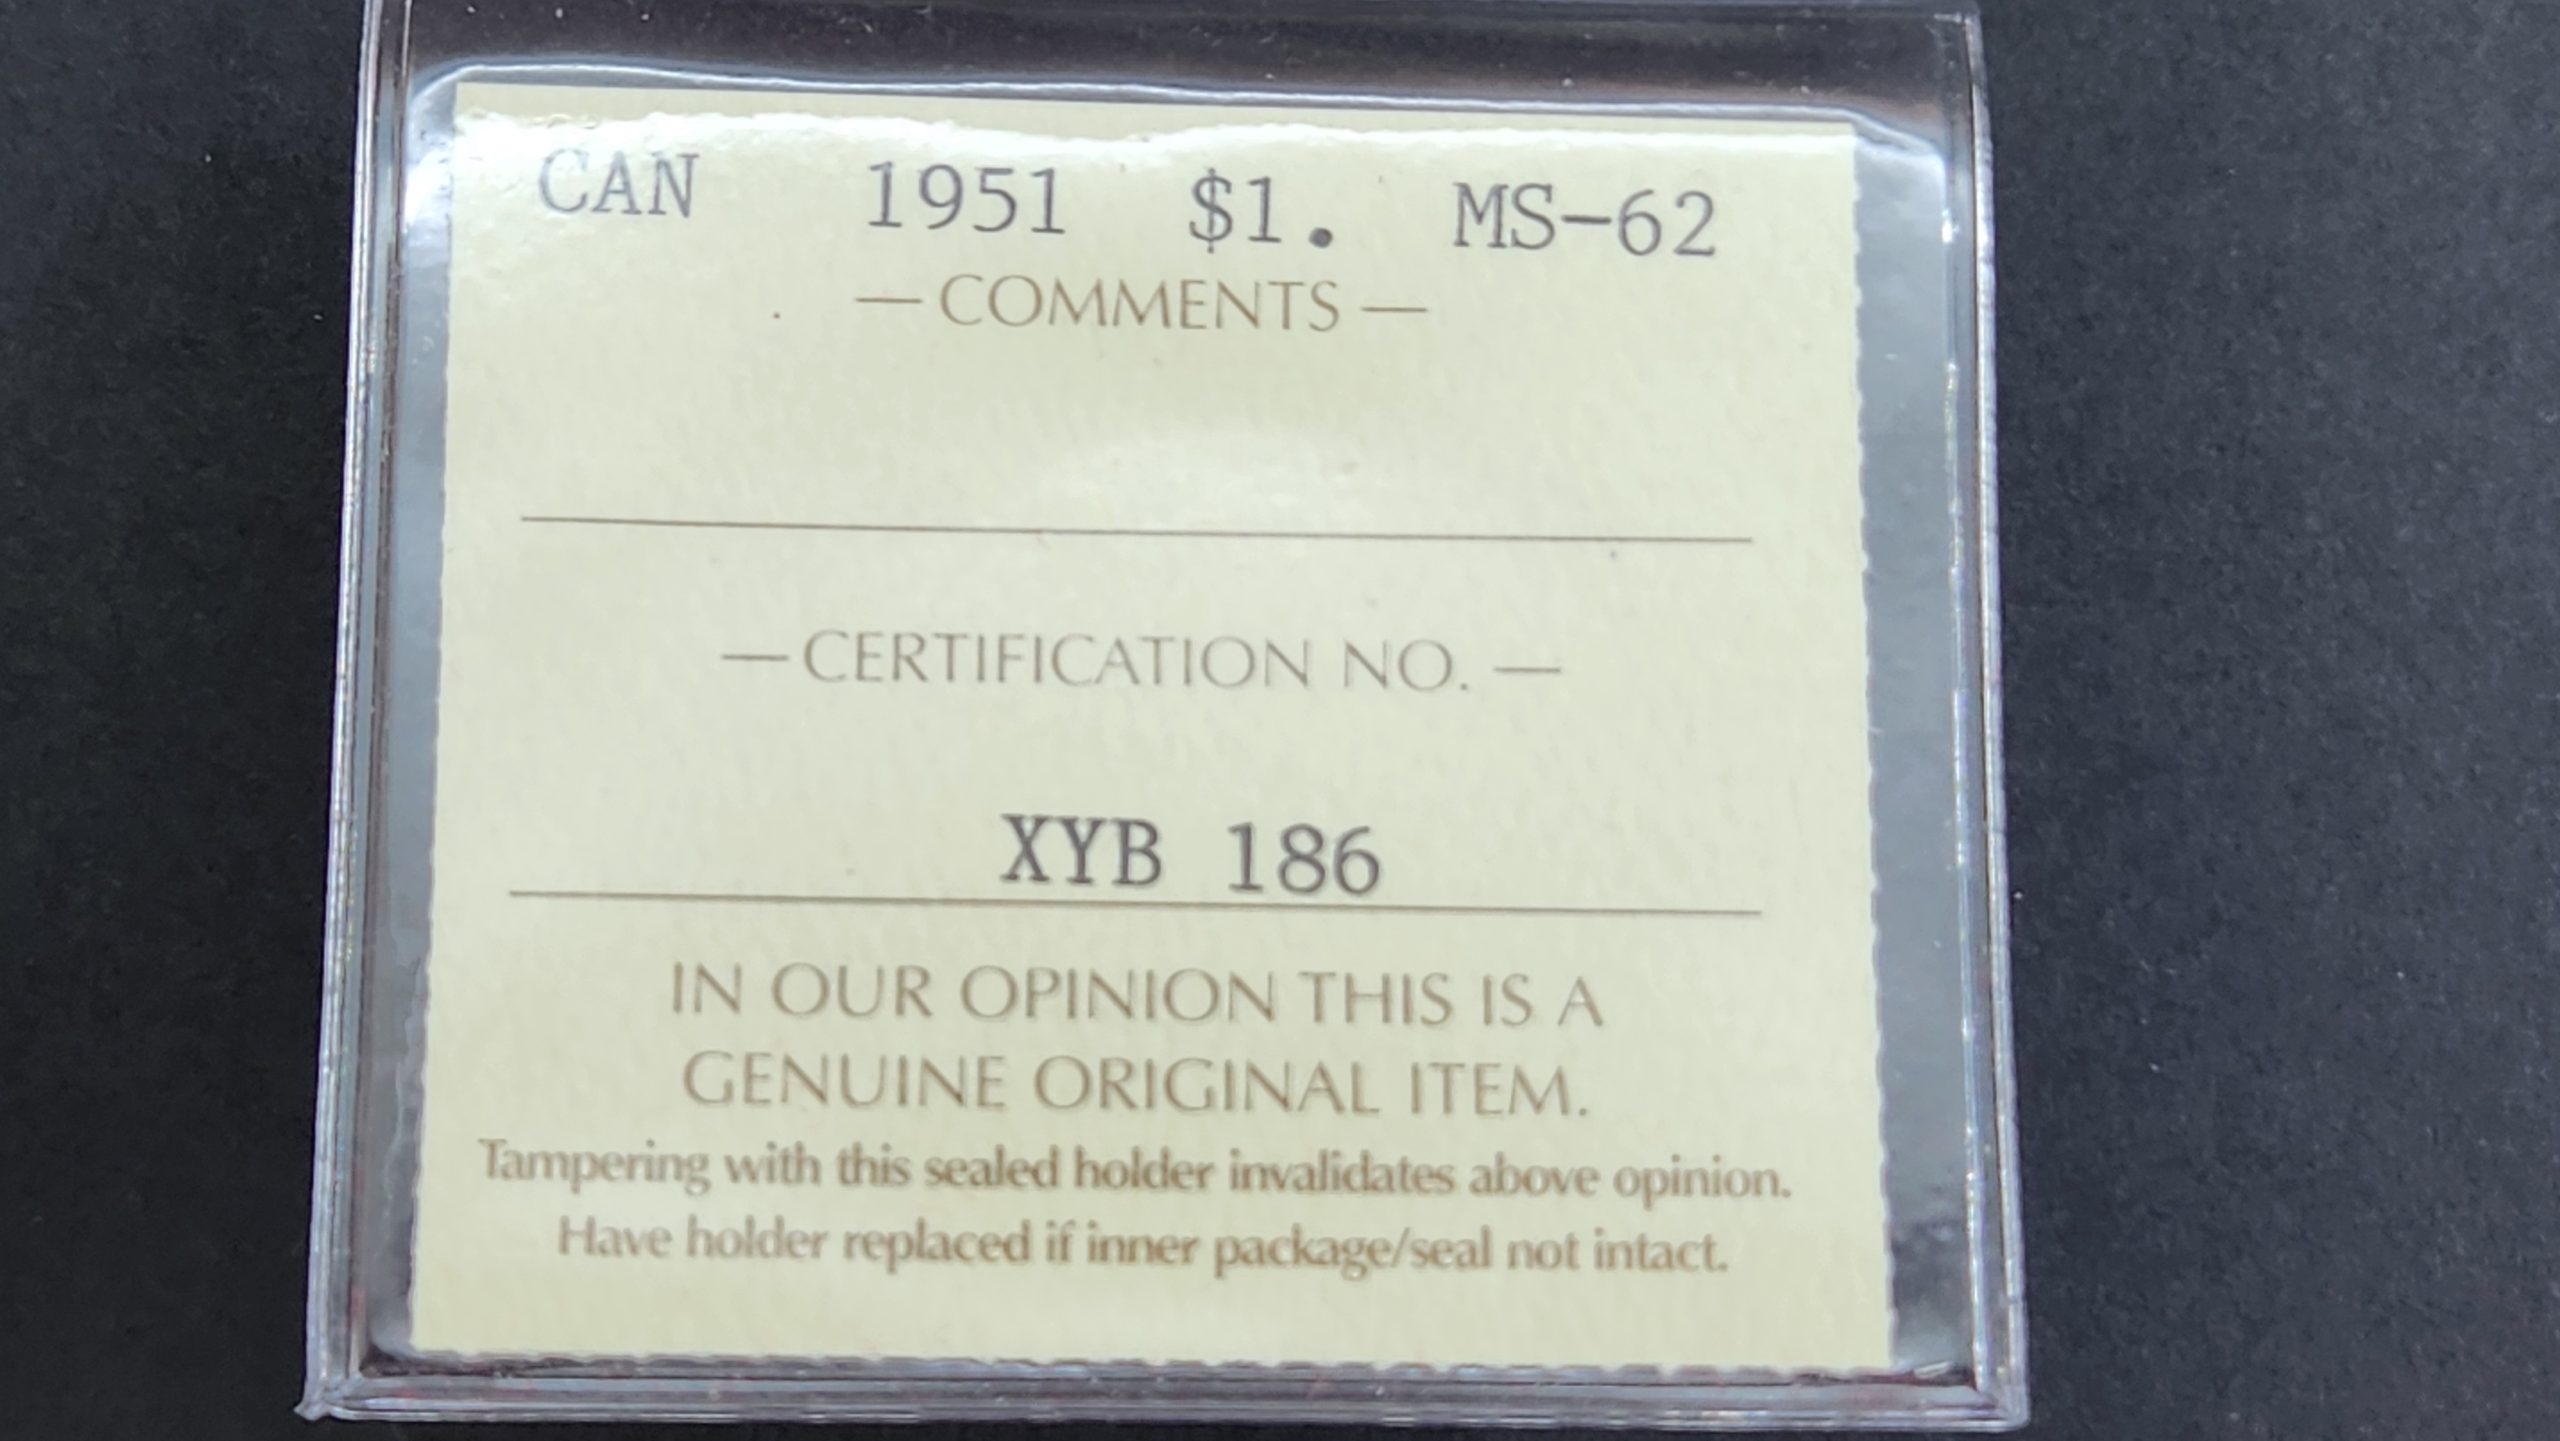 CAN 1951 $1. MS-62
— COMMENTS —
— CERTIFICATION NO. —
XYB 186
IN OUR OPINION THIS IS A
GENUINE ORIGINAL ITEM.
Tampering with this sealed holder invalidates above opinion.
Have holder replaced if inner package/seal not intact.